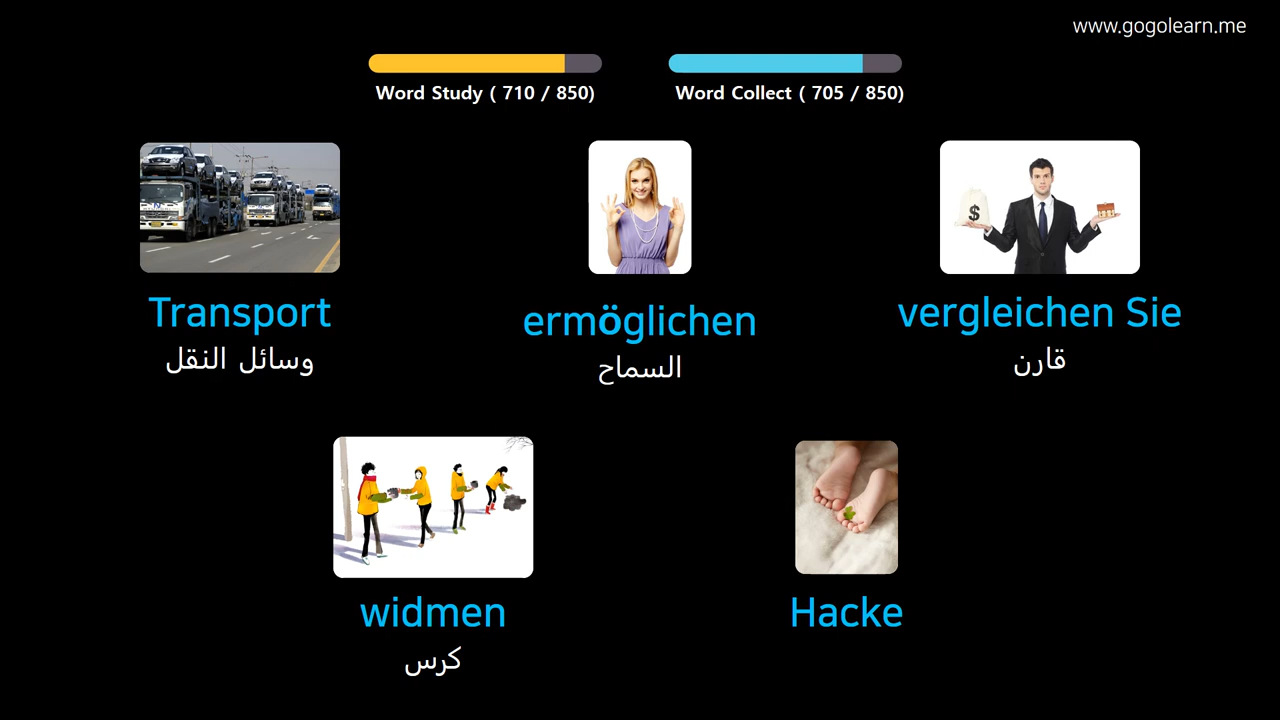 www.gogolearn.me
Word Study ( 710 / 850)
Word Collect ( 705 / 850)
Transport
وسائل النقل
ermöglichen
السماح
vergleichen Sie
قارن
$
widmen
كرس
Hacke